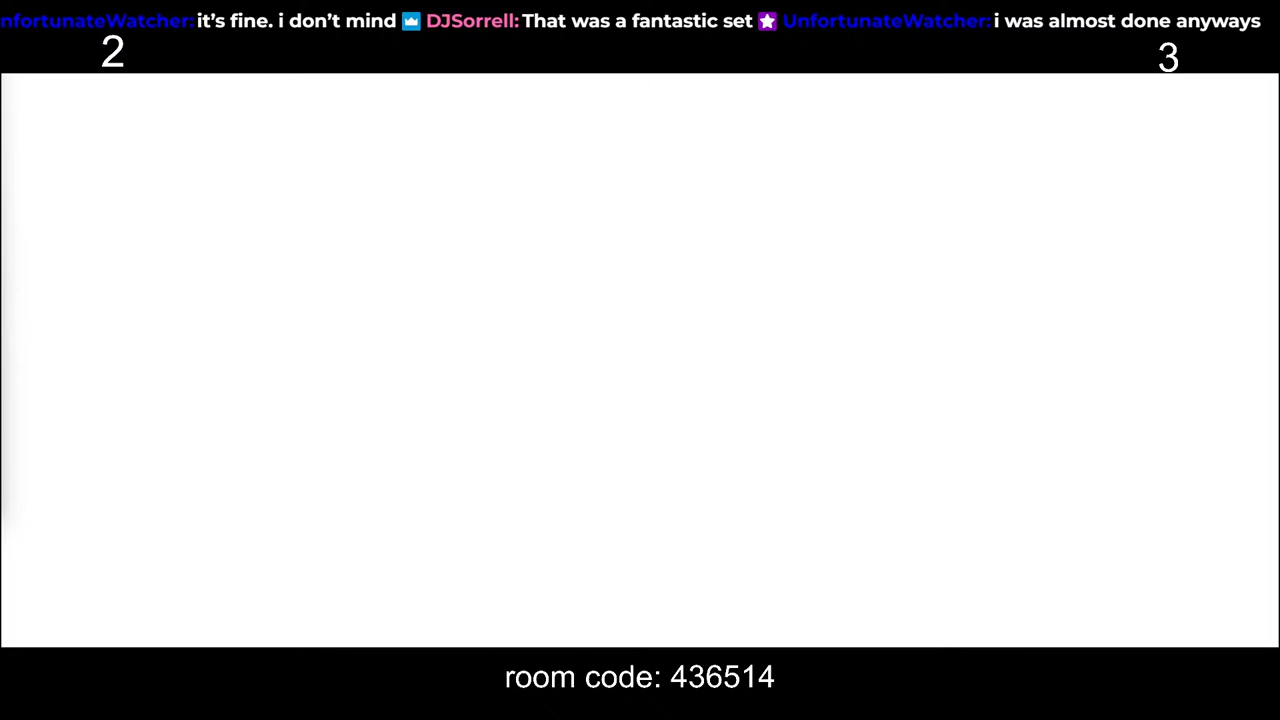 nfortunateWatcher: it’s fine. i don’t mind DJSorrell: That was a fantastic set UnfortunateWatcher: i was almost done anyways
2 3
room code: 436514